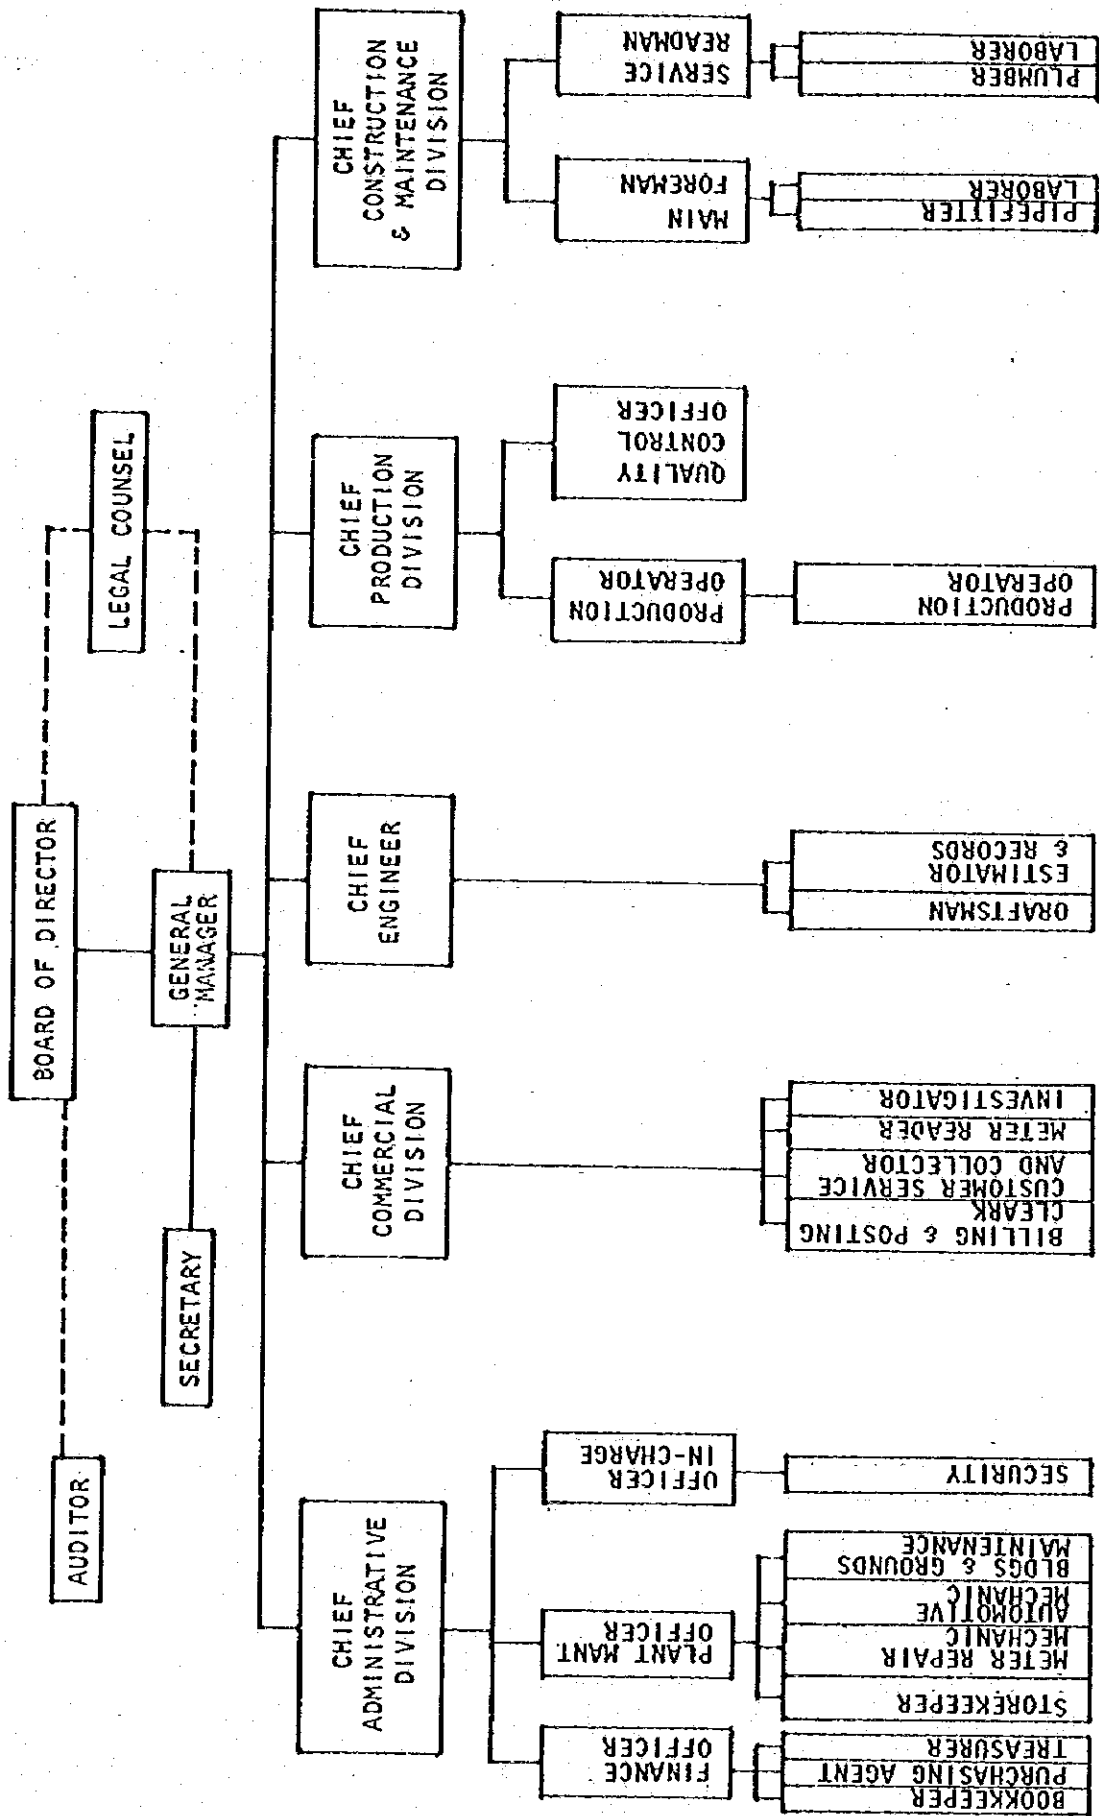 BOARD OF DIRECTOR
AUDITOR
LEGAL COUNSEL
GENERAL
MANAGER
SECRETARY
CHIEF
ADMINISTRATIVE
DIVISION
CHIEF
COMMERCIAL
DIVISION
CHIEF
ENGINEER
CHIEF
PRODUCTION
DIVISION
CHIEF
CONSTRUCTION
& MAINTENANCE
DIVISION
FINANCE
OFFICER
PLANT MANT
OFFICER
OFFICER
IN-CHARGE
PRODUCTION
OPERATOR
QUALITY
CONTROL
OFFICER
MAIN
FOREMAN
SERVICE
READMAN
BOOKKEEPER
PURCHASING AGENT
TREASURER
STOREKEEPER
METER REPAIR
MECHANIC
AUTOMOTIVE
MECHANIC
BLDGS & GROUNDS
MAINTENANCE
SECURITY
BILLING & POSTING
CLEARK
CUSTOMER SERVICE
AND COLLECTOR
METER READER
INVESTIGATOR
DRAFTSMAN
ESTIMATOR
& RECORDS
PRODUCTION
OPERATOR
PIPEFITTER
LABORER
PLUMBER
LABORER